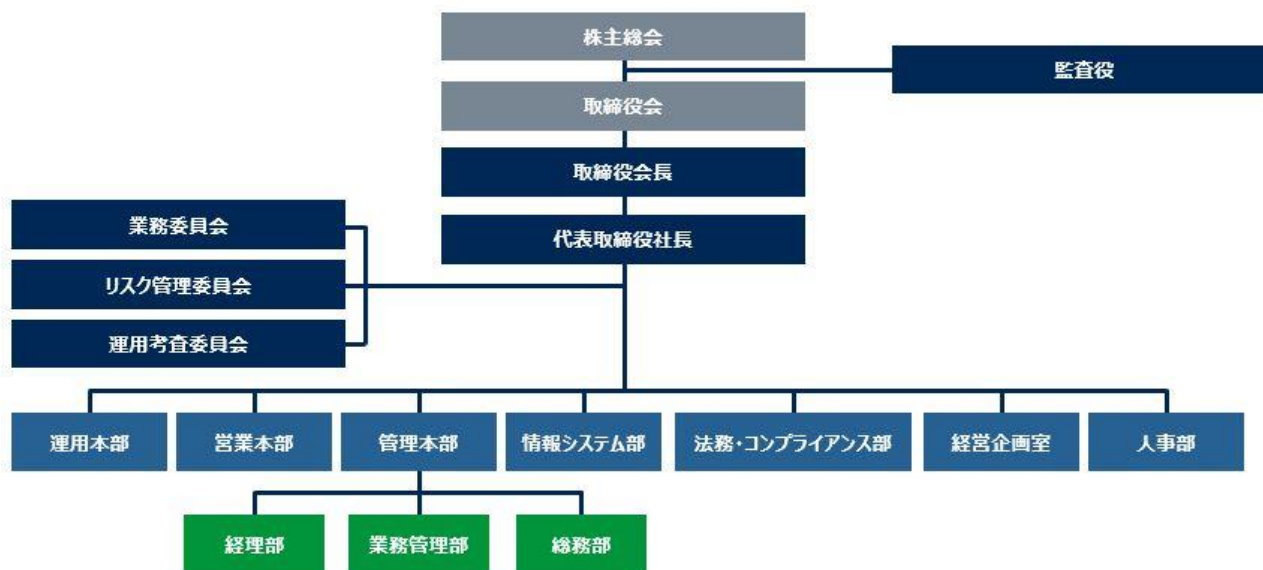 株主総会
監査役
取締役会
取締役会長
代表取締役社長
業務委員会
リスク管理委員会
運用考査委員会
運用本部
営業本部
管理本部
情報システム部
法務・コンプライアンス部
経営企画室
人事部
経理部
業務管理部
総務部